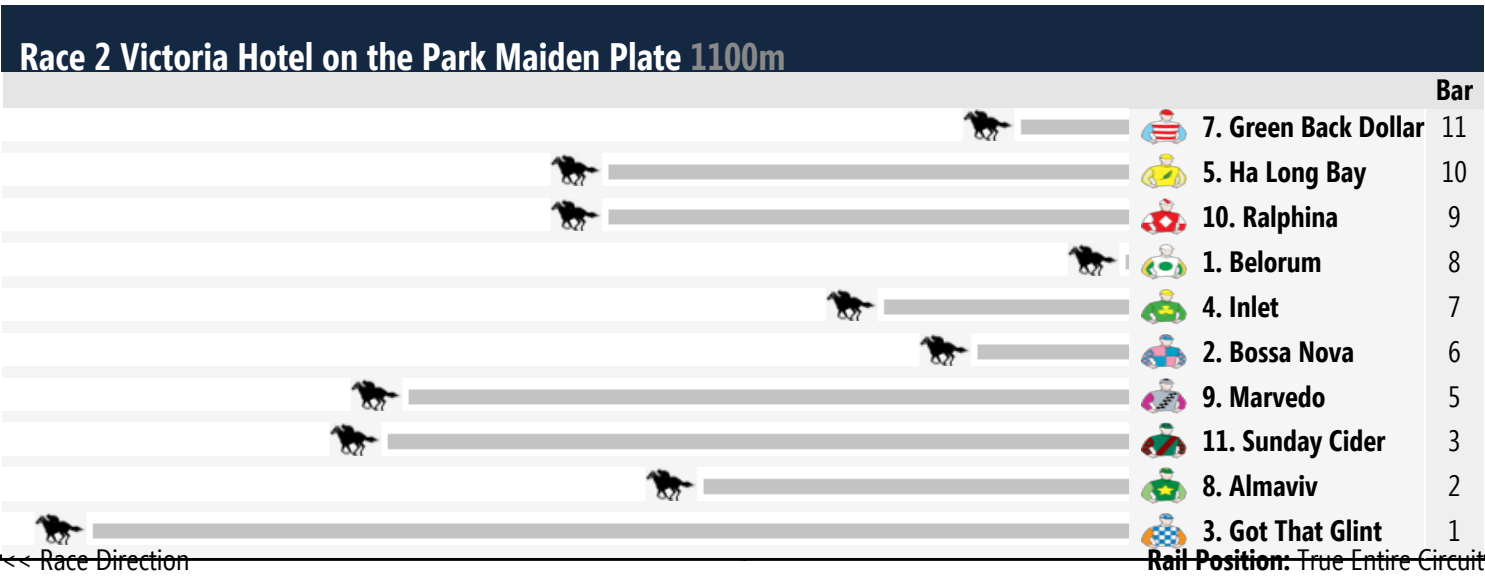 Race 2 Victoria Hotel on the Park Maiden Plate 1100m
Bar
7. Green Back Dollar 11
5. Ha Long Bay 10
10. Ralphina 9
1. Belorum 8
4. Inlet 7
2. Bossa Nova 6
9. Marvedo 5
11. Sunday Cider 3
8. Almaviv 2
3. Got That Glint 1
<< Race Direction Rail Position: True Entire Circuit